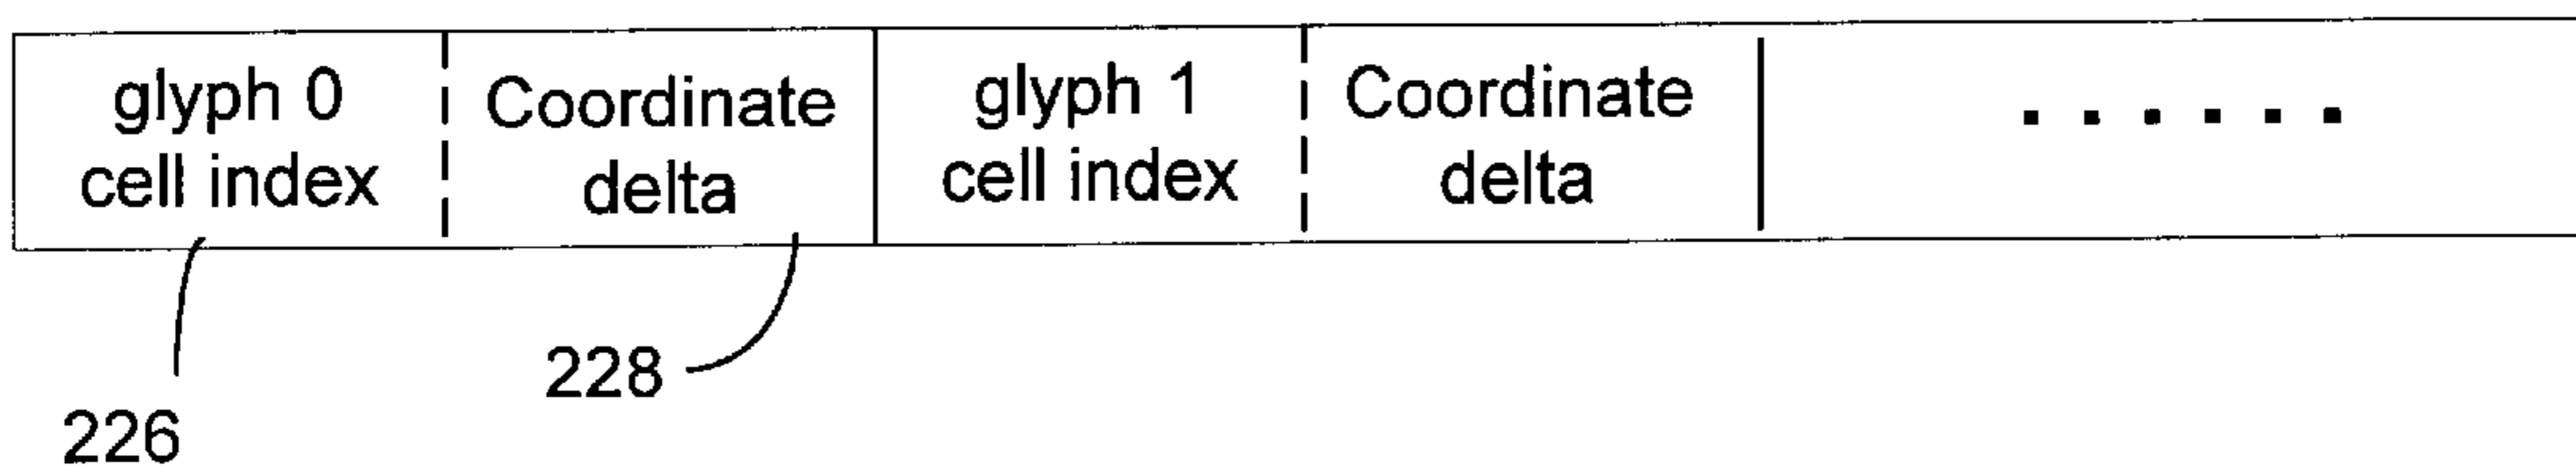 glyph 0
cell index
Coordinate
delta
glyph 1
cell index
Coordinate
delta
......
228
226